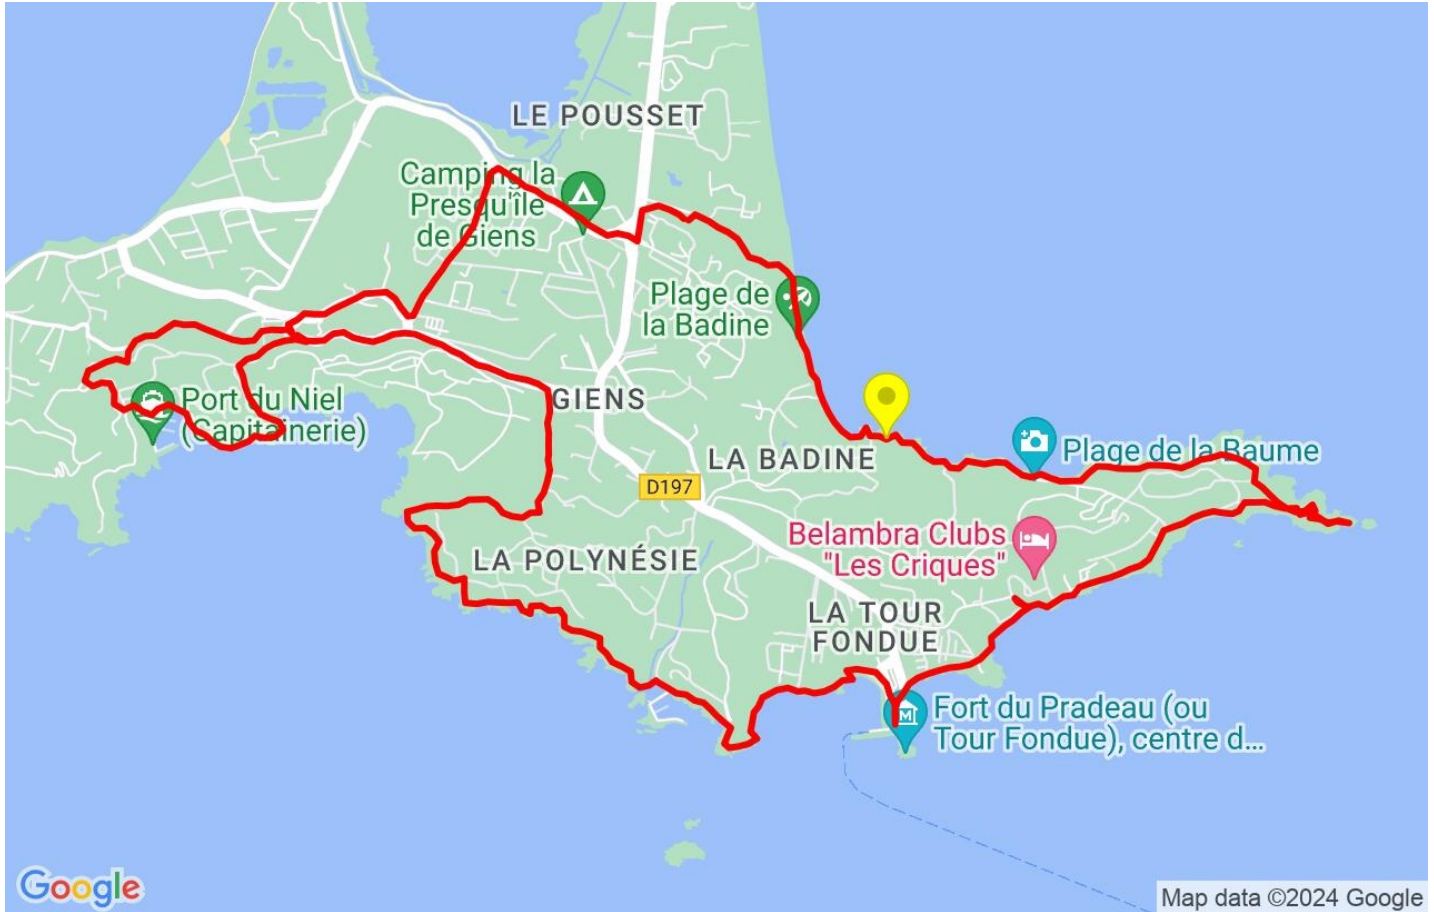 LE POUSSET
Camping la
Presqu'île
de Giens
Plage de
la Badine
GIENS
Port du Niel
(Capitainerie)
LA BADINE
Plage de la Baume
D197
Belambra Clubs
"Les Criques"
LA POLYNÉSIE
LA TOUR
FONDUE
Fort du Pradeau (ou
Tour Fondue), centre d...
Google
Map data ©2024 Google